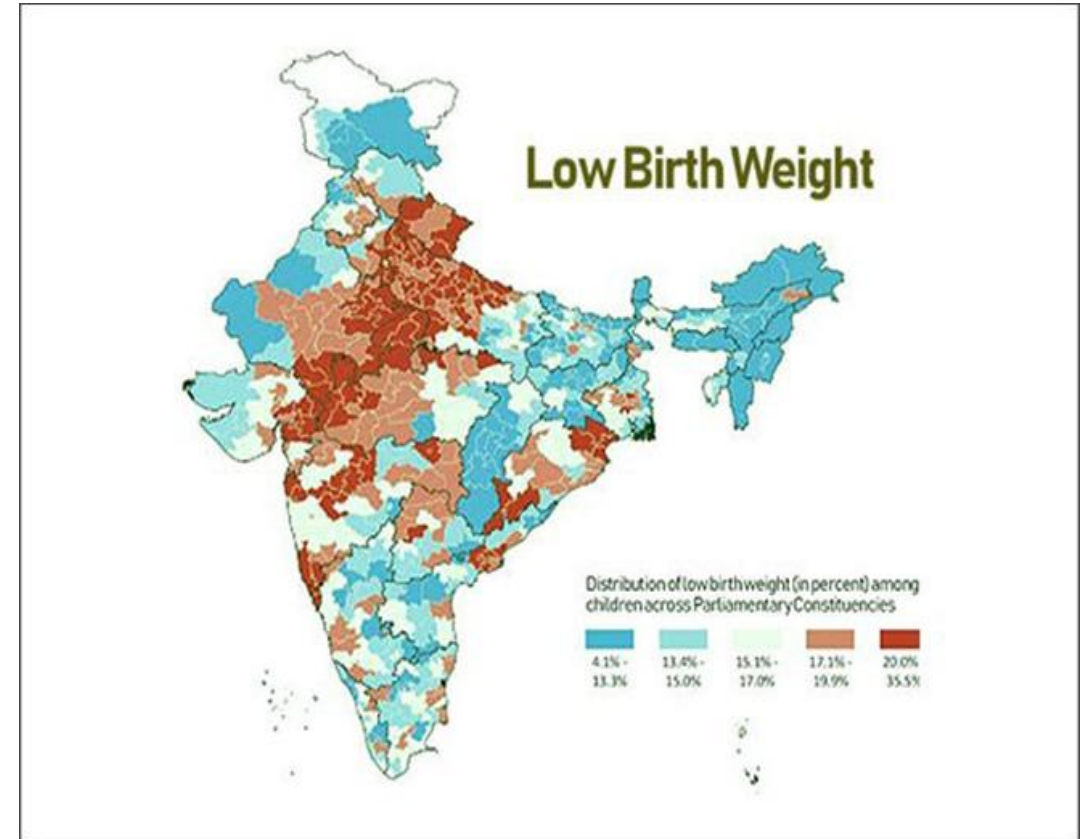 Low Birth Weight
Distribution of low birth weight (in percent) among
children across Parliamentary Constituencies
4.1% - 13.4% - 15.1% - 17.1% - 20.0%
13.3% 15.0% 17.0% 19.9% 35.5%